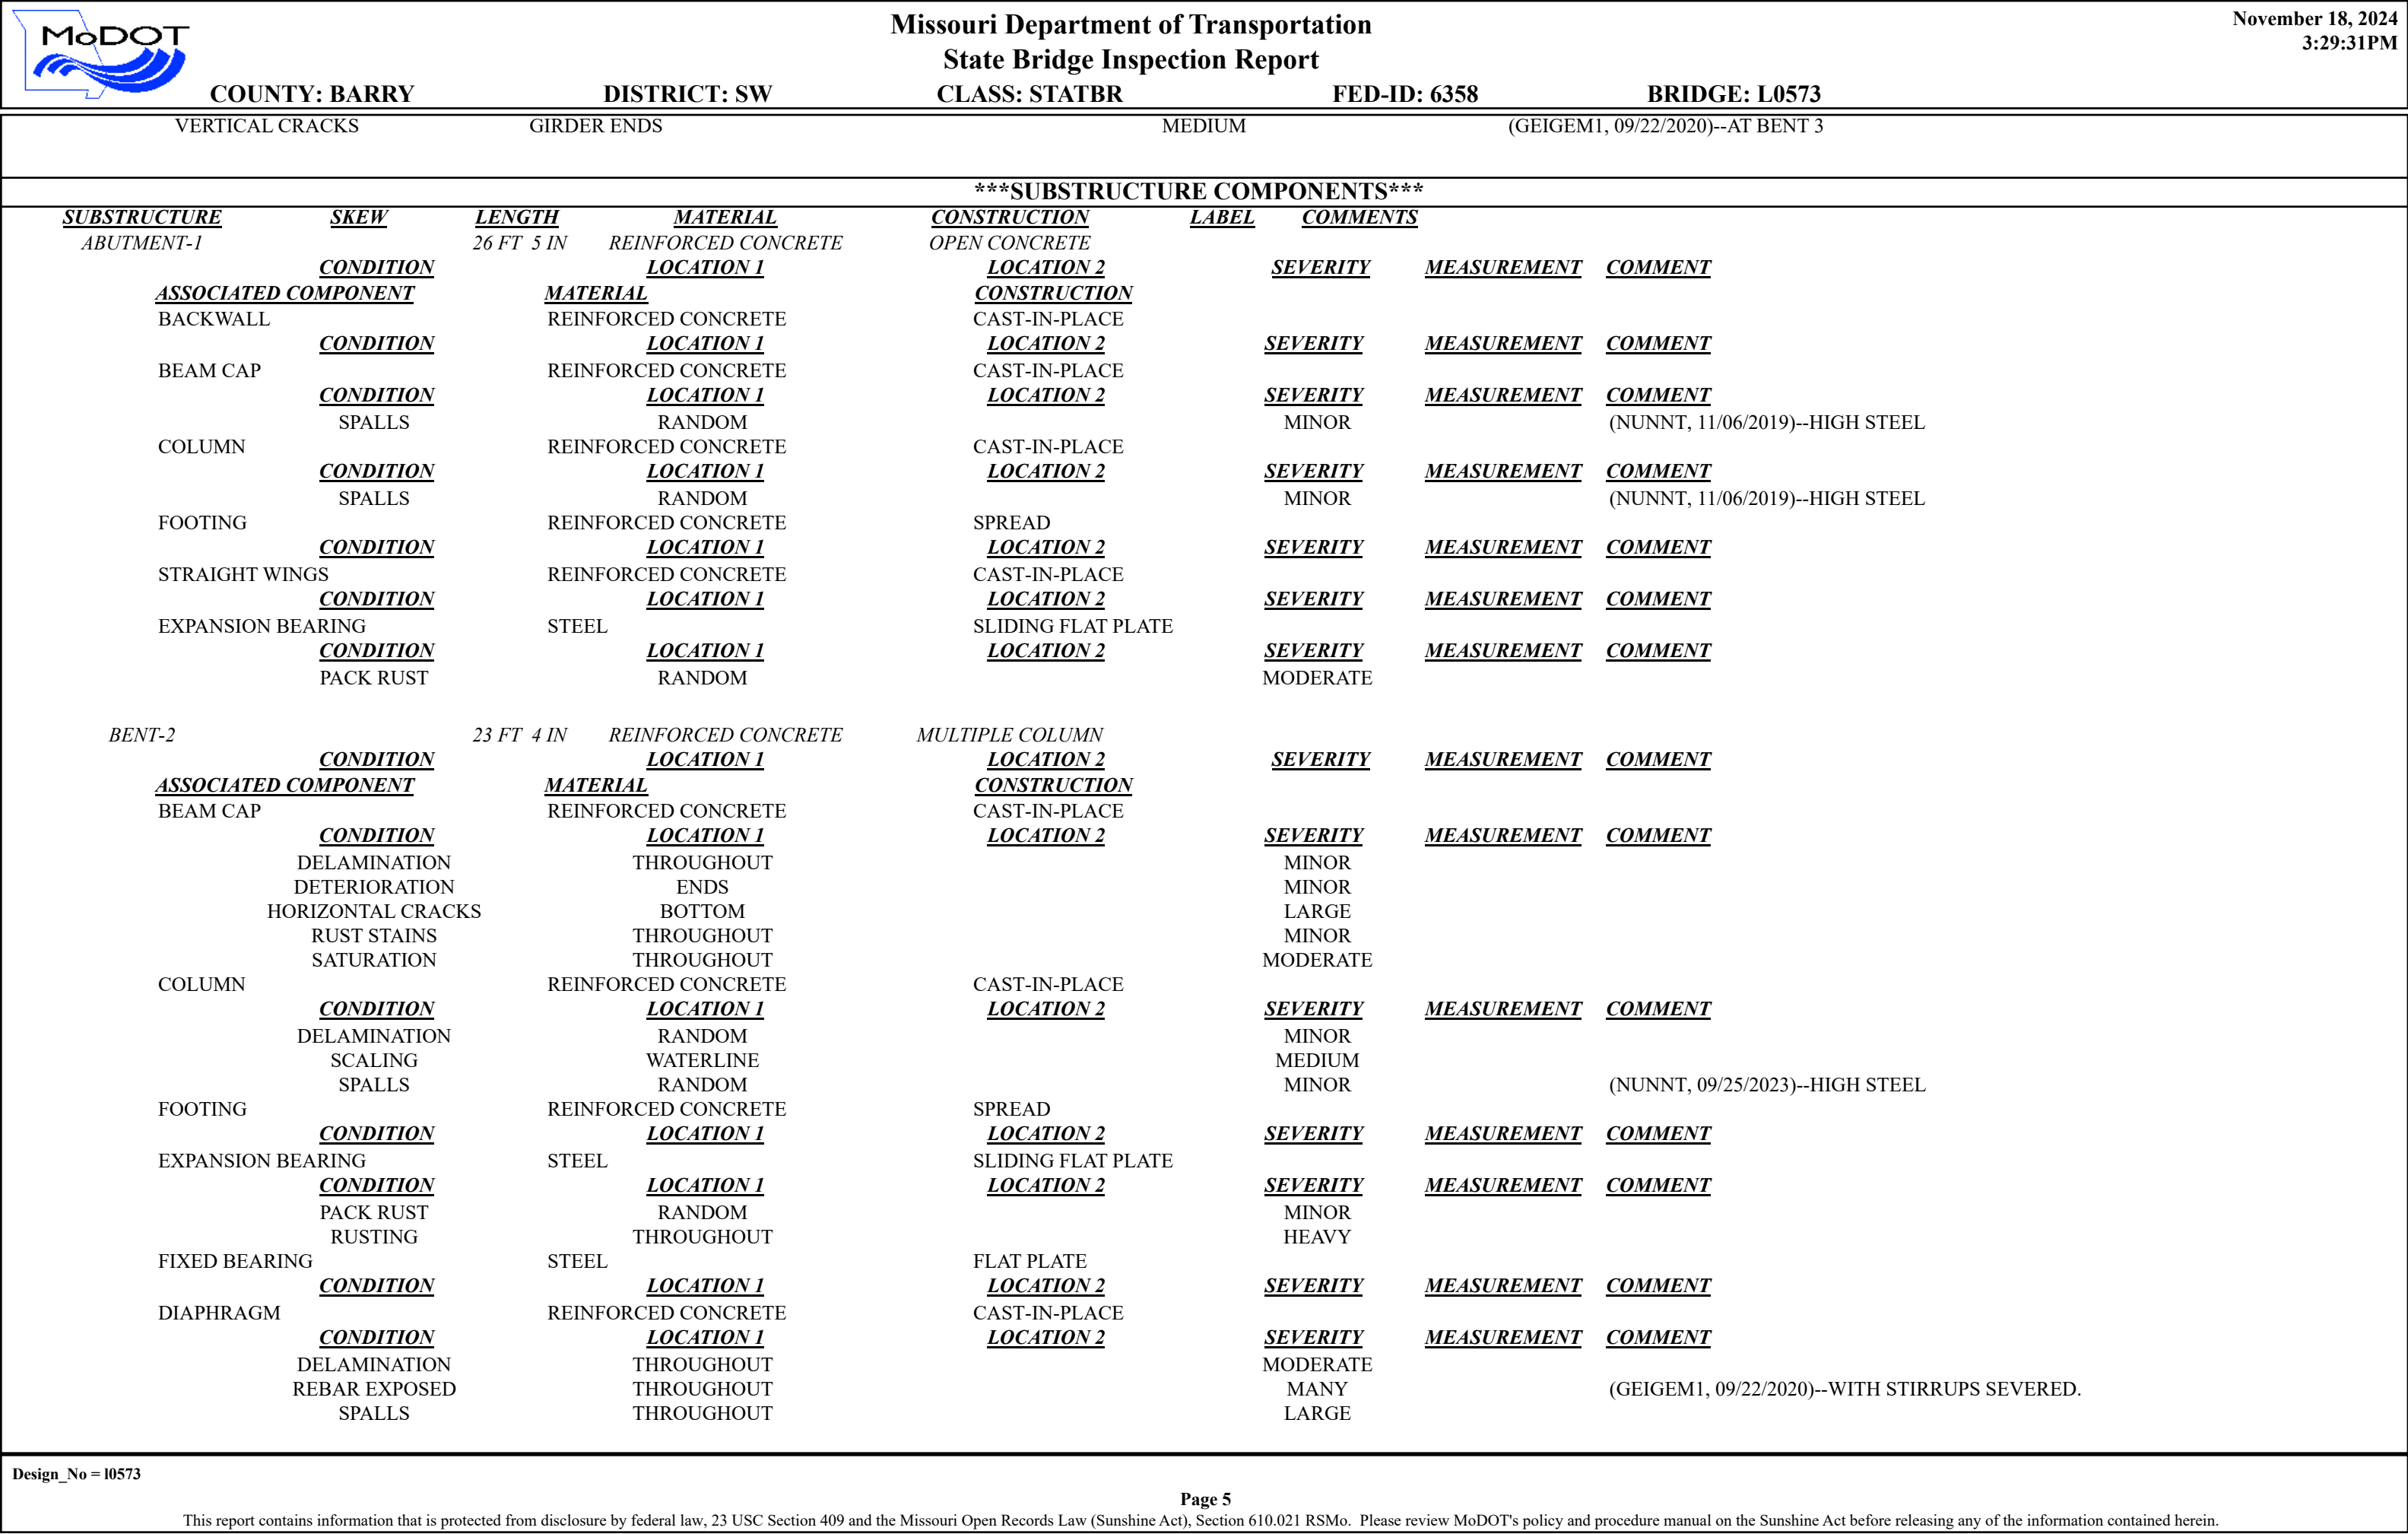 MoDOT
Missouri Department of Transportation
State Bridge Inspection Report
November 18, 2024
3:29:31PM
COUNTY: BARRY DISTRICT: SW CLASS: STATBR FED-ID: 6358 BRIDGE: L0573
VERTICAL CRACKS GIRDER ENDS MEDIUM (GEIGEM1, 09/22/2020)--AT BENT 3
***SUBSTRUCTURE COMPONENTS***
SUBSTRUCTURE SKEW LENGTH MATERIAL CONSTRUCTION LABEL COMMENTS
ABUTMENT-1 26 FT 5 IN REINFORCED CONCRETE OPEN CONCRETE
CONDITION LOCATION 1 LOCATION 2 SEVERITY MEASUREMENT COMMENT
ASSOCIATED COMPONENT MATERIAL CONSTRUCTION
BACKWALL REINFORCED CONCRETE CAST-IN-PLACE
CONDITION LOCATION 1 LOCATION 2 SEVERITY MEASUREMENT COMMENT
BEAM CAP REINFORCED CONCRETE CAST-IN-PLACE
CONDITION LOCATION 1 LOCATION 2 SEVERITY MEASUREMENT COMMENT
SPALLS RANDOM MINOR (NUNNT, 11/06/2019)--HIGH STEEL
COLUMN REINFORCED CONCRETE CAST-IN-PLACE
CONDITION LOCATION 1 LOCATION 2 SEVERITY MEASUREMENT COMMENT
SPALLS RANDOM MINOR (NUNNT, 11/06/2019)--HIGH STEEL
FOOTING REINFORCED CONCRETE SPREAD
CONDITION LOCATION 1 LOCATION 2 SEVERITY MEASUREMENT COMMENT
STRAIGHT WINGS REINFORCED CONCRETE CAST-IN-PLACE
CONDITION LOCATION 1 LOCATION 2 SEVERITY MEASUREMENT COMMENT
EXPANSION BEARING STEEL SLIDING FLAT PLATE
CONDITION LOCATION 1 LOCATION 2 SEVERITY MEASUREMENT COMMENT
PACK RUST RANDOM MODERATE
BENT-2 23 FT 4 IN REINFORCED CONCRETE MULTIPLE COLUMN
CONDITION LOCATION 1 LOCATION 2 SEVERITY MEASUREMENT COMMENT
ASSOCIATED COMPONENT MATERIAL CONSTRUCTION
BEAM CAP REINFORCED CONCRETE CAST-IN-PLACE
CONDITION LOCATION 1 LOCATION 2 SEVERITY MEASUREMENT COMMENT
DELAMINATION THROUGHOUT MINOR
DETERIORATION ENDS MINOR
HORIZONTAL CRACKS BOTTOM LARGE
RUST STAINS THROUGHOUT MINOR
SATURATION THROUGHOUT MODERATE
COLUMN REINFORCED CONCRETE CAST-IN-PLACE
CONDITION LOCATION 1 LOCATION 2 SEVERITY MEASUREMENT COMMENT
DELAMINATION RANDOM MINOR
SCALING WATERLINE MEDIUM
SPALLS RANDOM MINOR (NUNNT, 09/25/2023)--HIGH STEEL
FOOTING REINFORCED CONCRETE SPREAD
CONDITION LOCATION 1 LOCATION 2 SEVERITY MEASUREMENT COMMENT
EXPANSION BEARING STEEL SLIDING FLAT PLATE
CONDITION LOCATION 1 LOCATION 2 SEVERITY MEASUREMENT COMMENT
PACK RUST RANDOM MINOR
RUSTING THROUGHOUT HEAVY
FIXED BEARING STEEL FLAT PLATE
CONDITION LOCATION 1 LOCATION 2 SEVERITY MEASUREMENT COMMENT
DIAPHRAGM REINFORCED CONCRETE CAST-IN-PLACE
CONDITION LOCATION 1 LOCATION 2 SEVERITY MEASUREMENT COMMENT
DELAMINATION THROUGHOUT MODERATE
REBAR EXPOSED THROUGHOUT MANY (GEIGEM1, 09/22/2020)--WITH STIRRUPS SEVERED.
SPALLS THROUGHOUT LARGE
Design_No = l0573
Page 5
This report contains information that is protected from disclosure by federal law, 23 USC Section 409 and the Missouri Open Records Law (Sunshine Act), Section 610.021 RSMo. Please review MoDOT's policy and procedure manual on the Sunshine Act before releasing any of the information contained herein.